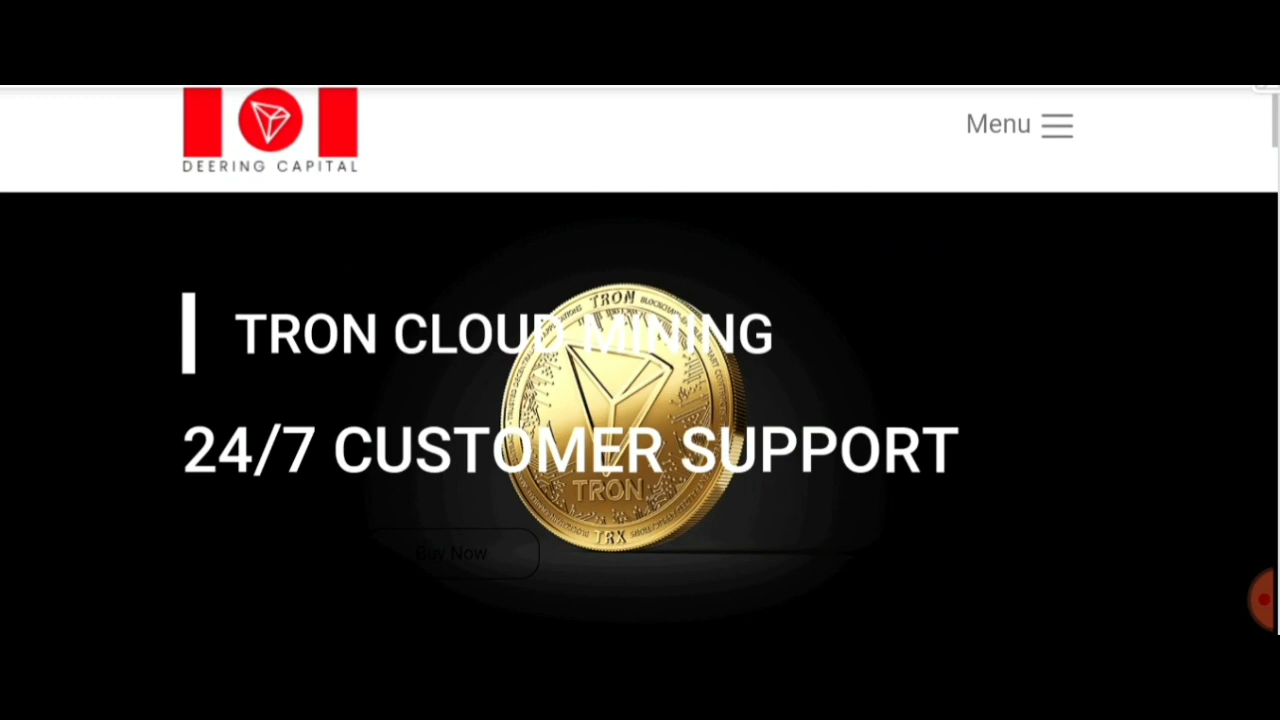 DEERING CAPITAL
Menu
TRON CLOUD MINING
24/7 CUSTOMER SUPPORT
TRON
TRON
TRX
Buy Now